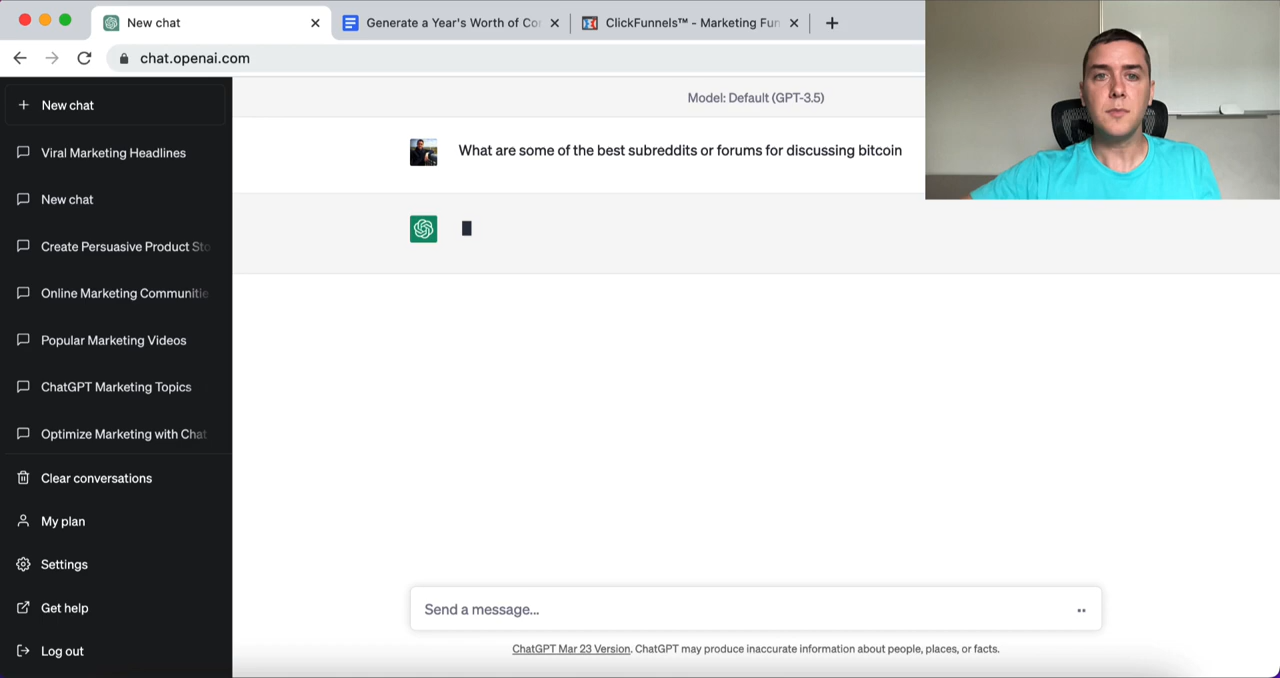 New chat
Generate a Year's Worth of Co
ClickFunnels™ - Marketing Fun
chat.openai.com
New chat
Viral Marketing Headlines
New chat
Create Persuasive Product Sto
Online Marketing Communitie
Popular Marketing Videos
ChatGPT Marketing Topics
Optimize Marketing with Chat
Clear conversations
My plan
Settings
Get help
Log out
Model: Default (GPT-3.5)
What are some of the best subreddits or forums for discussing bitcoin
Send a message...
ChatGPT Mar 23 Version. ChatGPT may produce inaccurate information about people, places, or facts.